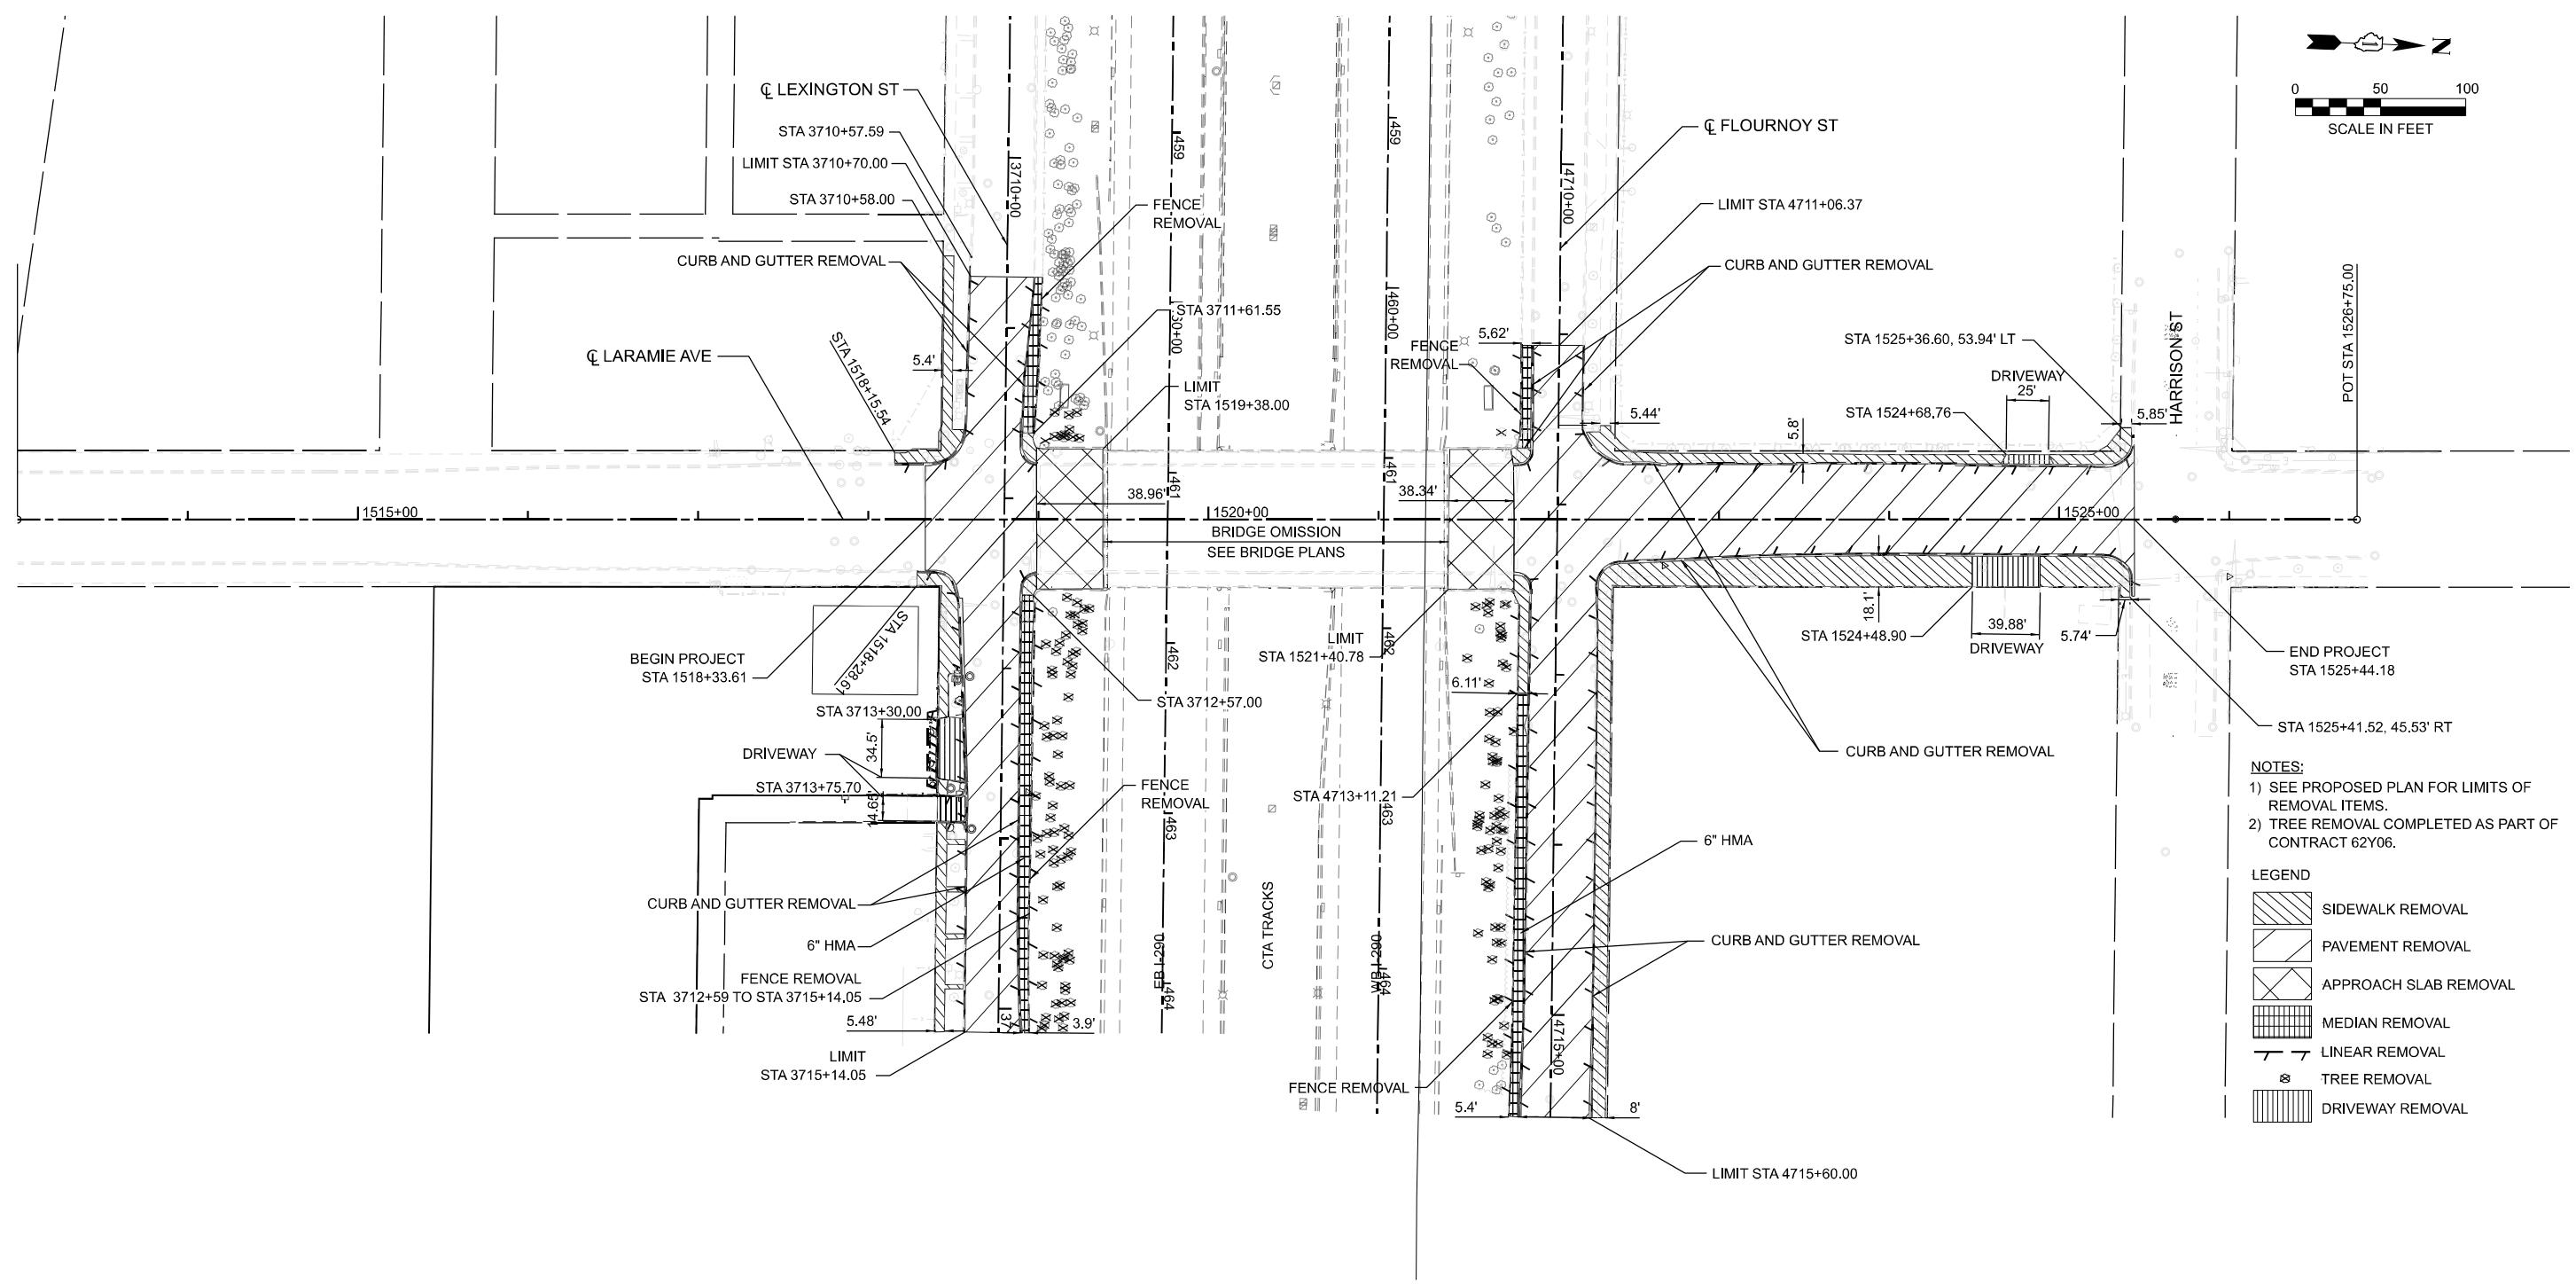 N
0 50 100
SCALE IN FEET
℄ LEXINGTON ST
STA 3710+57.59
LIMIT STA 3710+70.00
STA 3710+58.00
CURB AND GUTTER REMOVAL
3710+00
459
459
FENCE
REMOVAL
℄ FLOURNOY ST
4710+00
LIMIT STA 4711+06.37
CURB AND GUTTER REMOVAL
STA 3711+61.55
460+00
5.62'
FENCE
REMOVAL
STA 1525+36.60, 53.94' LT
HARRISON ST
POT STA 1526+75.00
℄ LARAMIE AVE
STA 1518+15.54
5.4'
LIMIT
STA 1519+38.00
DRIVEWAY
25'
STA 1524+68.76
5.44'
5.8'
5.85'
1515+00
38.96'
461
1520+00
461
38.34'
1525+00
BRIDGE OMISSION
SEE BRIDGE PLANS
BEGIN PROJECT
STA 1518+33.61
STA 1518+28.61
462
LIMIT
STA 1521+40.78
462
18.1'
STA 1524+48.90
39.88'
DRIVEWAY
5.74'
END PROJECT
STA 1525+44.18
STA 3712+57.00
6.11'
STA 3713+30.00
34.5'
DRIVEWAY
STA 3713+75.70
14.65'
STA 1525+41.52, 45.53' RT
CURB AND GUTTER REMOVAL
FENCE
REMOVAL
463
STA 4713+11.21
463
6" HMA
CURB AND GUTTER REMOVAL
6" HMA
FENCE REMOVAL
STA 3712+59 TO STA 3715+14.05
CTA TRACKS
EB I-290
464
WB I-290
464
CURB AND GUTTER REMOVAL
5.48'
37
3.9'
4715+00
LIMIT
STA 3715+14.05
FENCE REMOVAL
5.4'
8'
LIMIT STA 4715+60.00
NOTES:
1) SEE PROPOSED PLAN FOR LIMITS OF
REMOVAL ITEMS.
2) TREE REMOVAL COMPLETED AS PART OF
CONTRACT 62Y06.
LEGEND
SIDEWALK REMOVAL
PAVEMENT REMOVAL
APPROACH SLAB REMOVAL
MEDIAN REMOVAL
LINEAR REMOVAL
TREE REMOVAL
DRIVEWAY REMOVAL